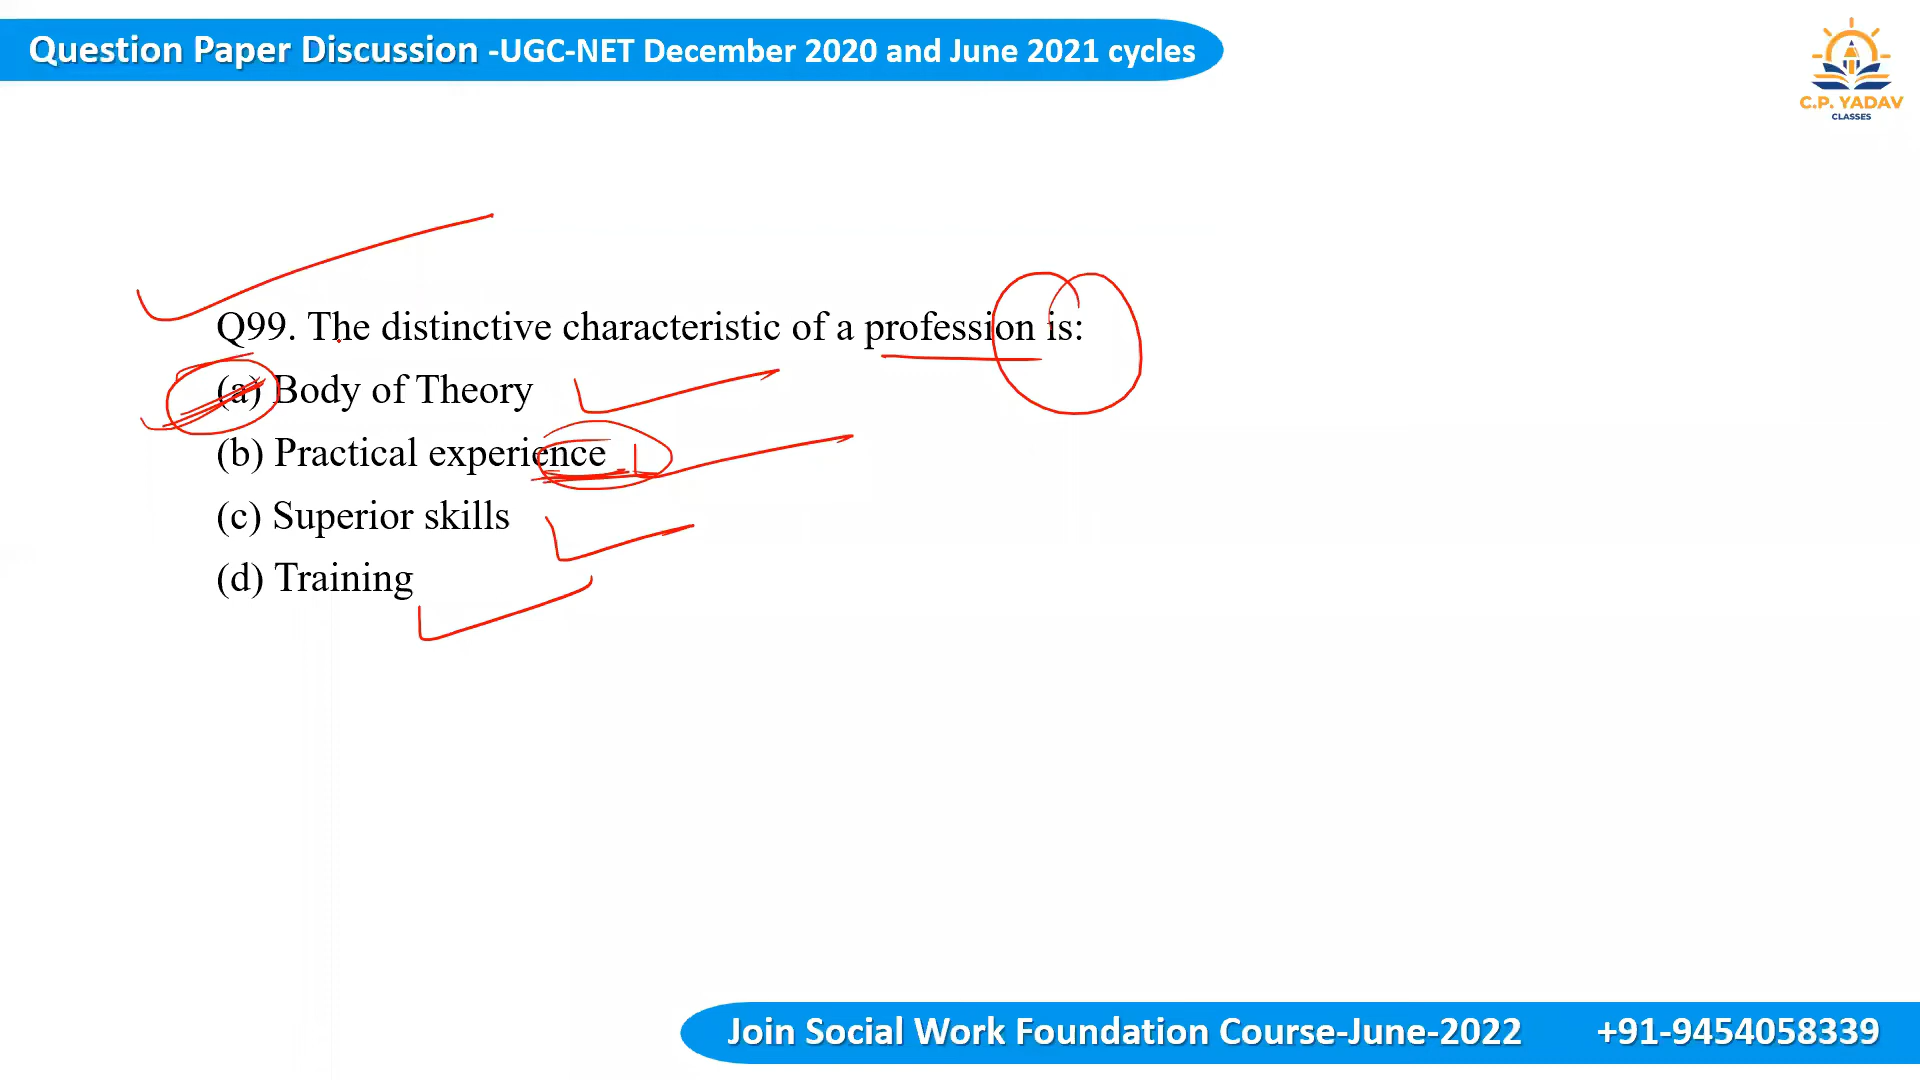 Question Paper Discussion -UGC-NET December 2020 and June 2021 cycles
C.P. YADAV
CLASSES
Q99. The distinctive characteristic of a profession is:
(a) Body of Theory
(b) Practical experience
(c) Superior skills
(d) Training
Join Social Work Foundation Course-June-2022 +91-9454058339